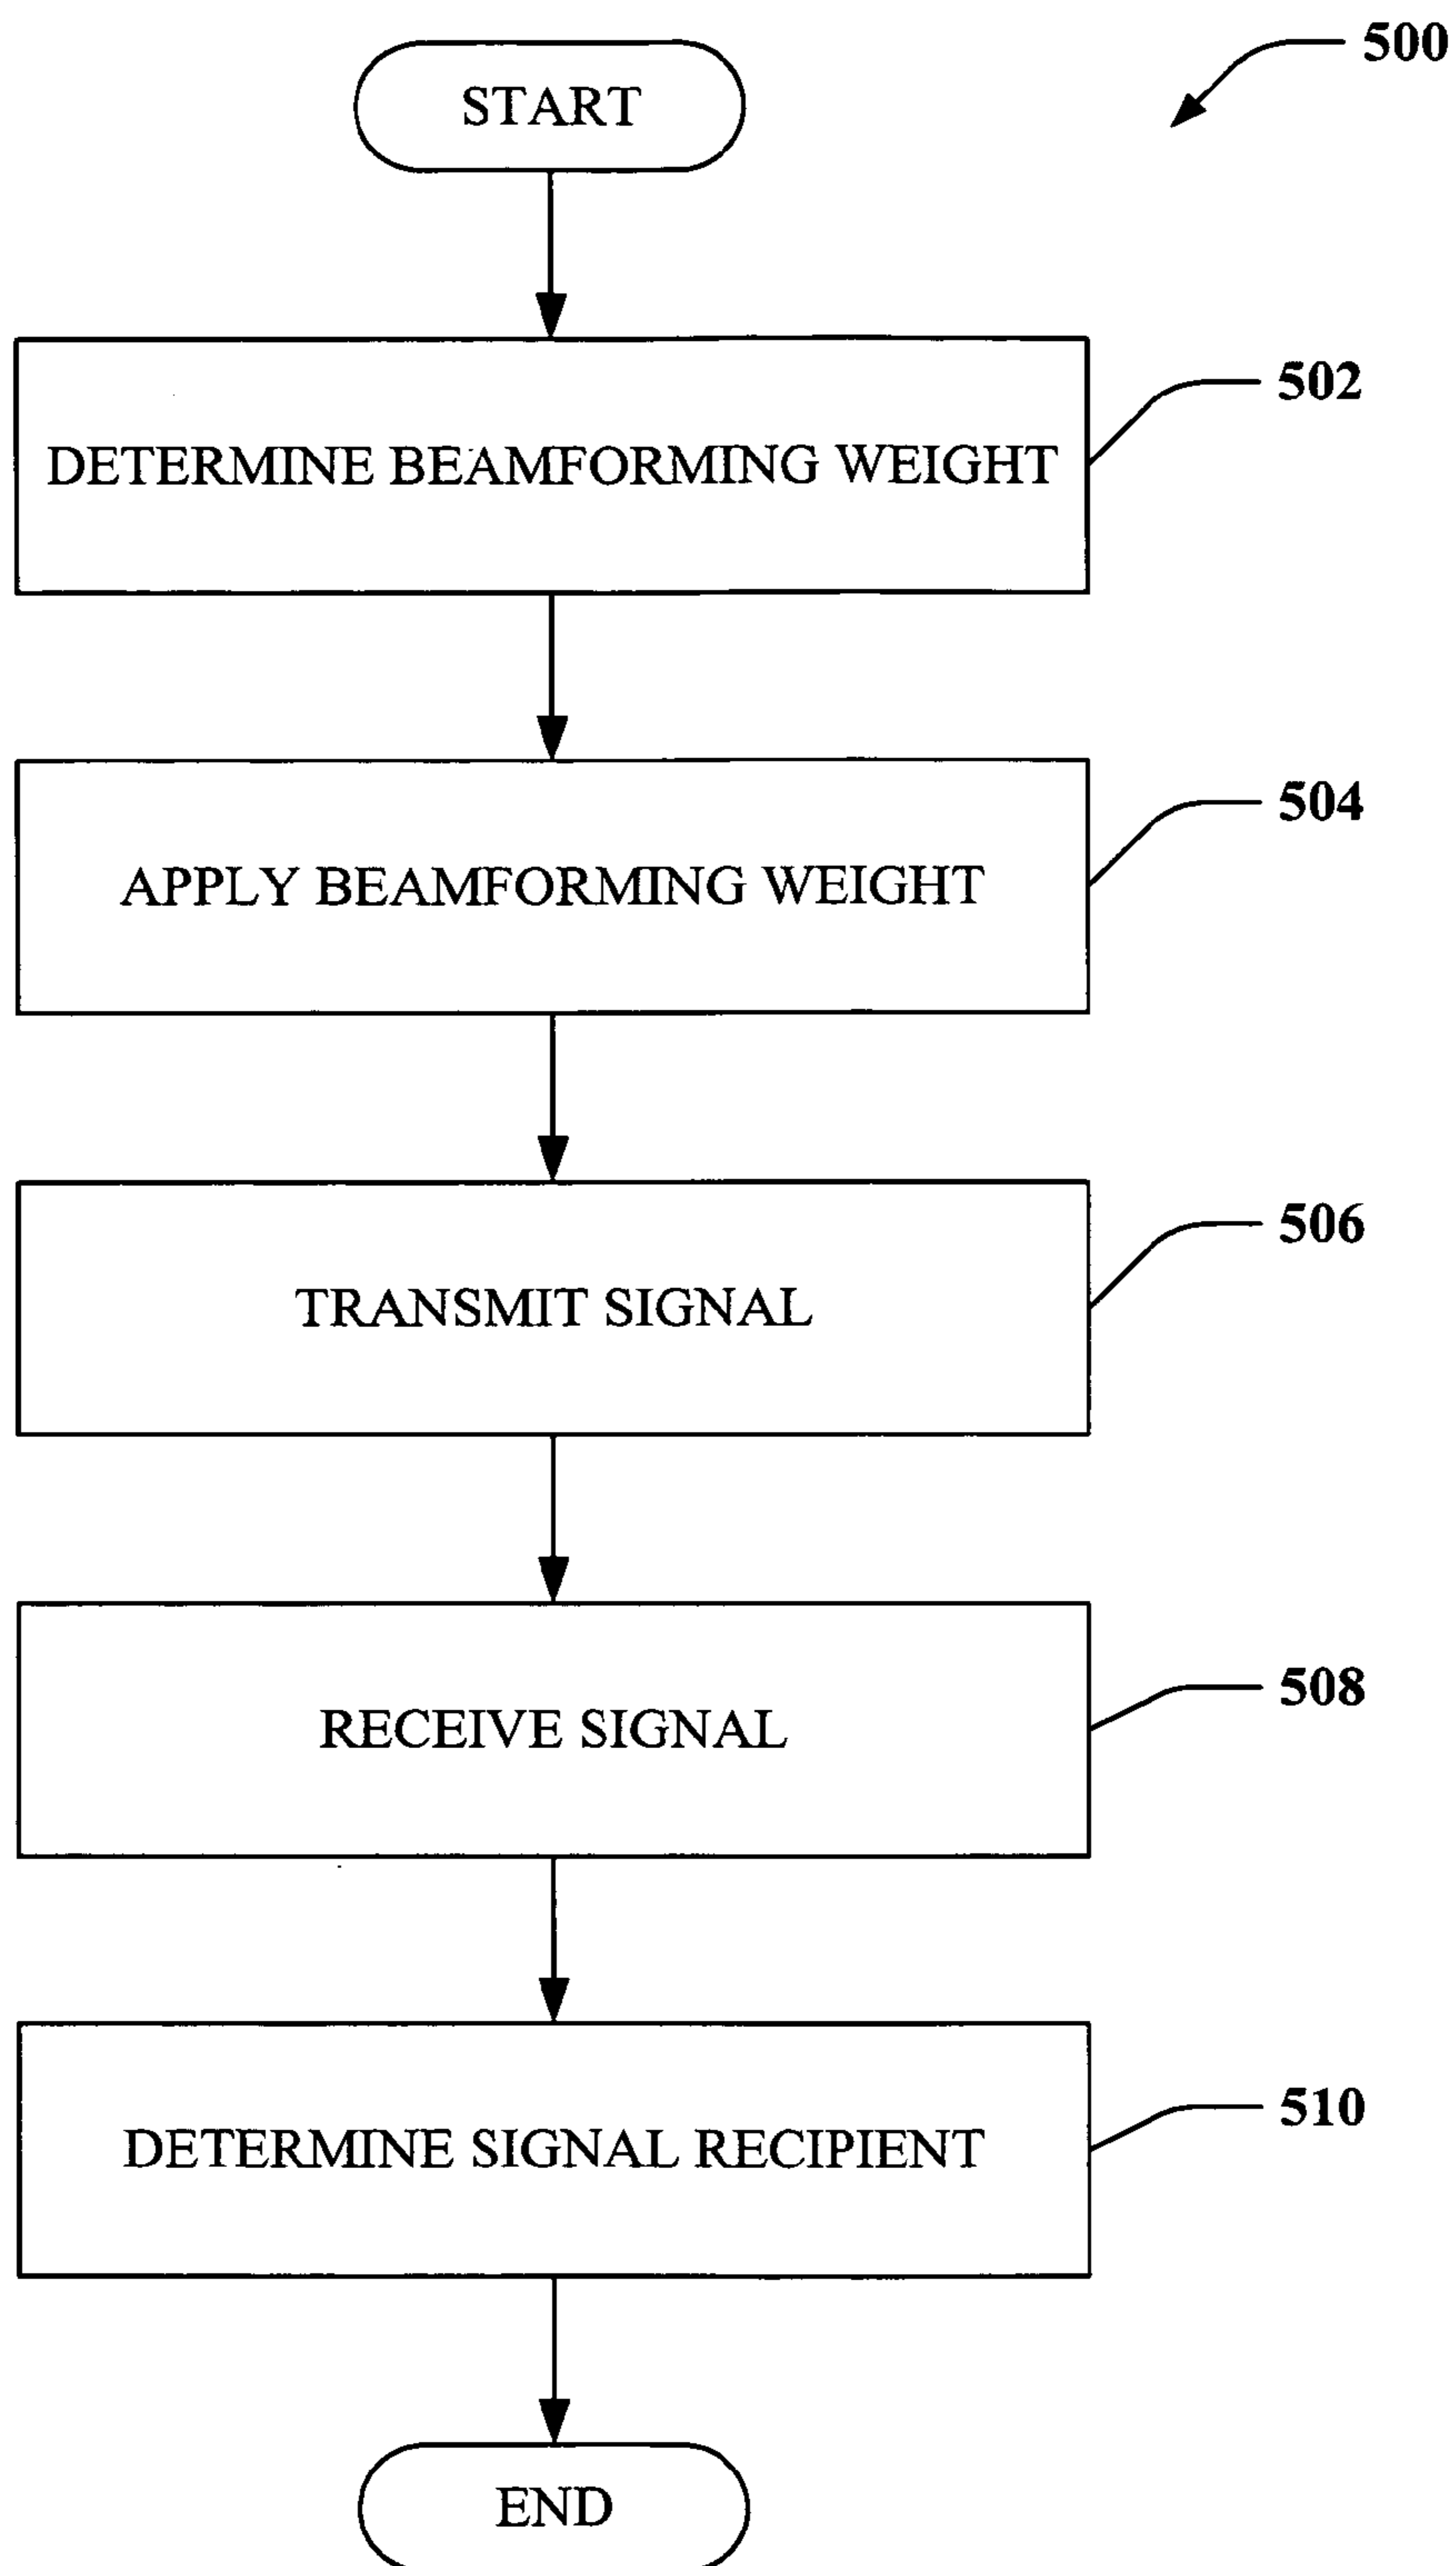 500
START
DETERMINE BEAMFORMING WEIGHT
502
APPLY BEAMFORMING WEIGHT
504
TRANSMIT SIGNAL
506
RECEIVE SIGNAL
508
DETERMINE SIGNAL RECIPIENT
510
END